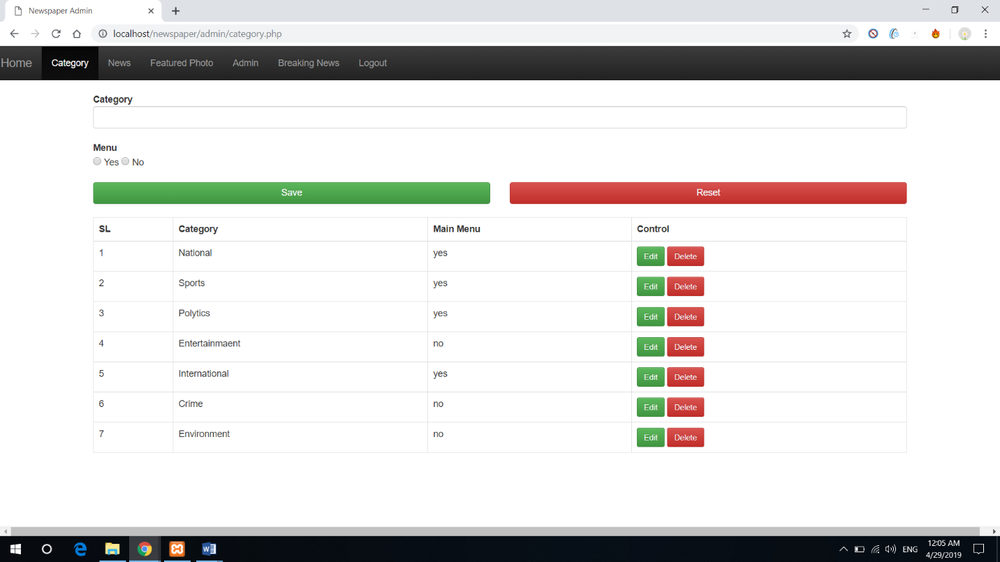 Newspaper Admin
localhost/newspaper/admin/category.php
Home Category News Featured Photo Admin Breaking News Logout
Category
Menu
Yes No
Save Reset
SL Category Main Menu Control
1 National yes Edit Delete
2 Sports yes Edit Delete
3 Polytics yes Edit Delete
4 Entertainmaent no Edit Delete
5 International yes Edit Delete
6 Crime no Edit Delete
7 Environment no Edit Delete
ENG 12:05 AM
4/29/2019